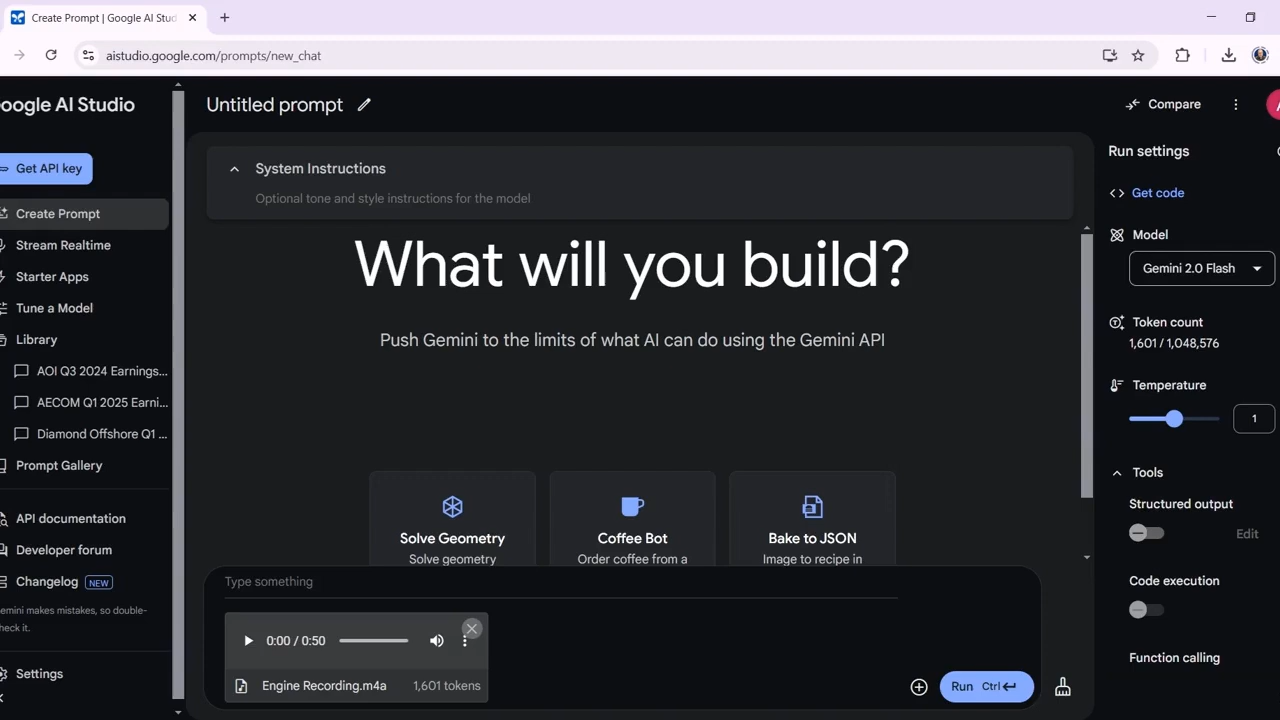 Create Prompt | Google AI Stud
aistudio.google.com/prompts/new_chat
oogle AI Studio
Get API key
Create Prompt
Stream Realtime
Starter Apps
Tune a Model
Library
AOI Q3 2024 Earnings...
AECOM Q1 2025 Earni...
Diamond Offshore Q1 ...
Prompt Gallery
API documentation
Developer forum
Changelog NEW
emini makes mistakes, so double-
heck it.
Settings
Untitled prompt
Compare
System Instructions
Optional tone and style instructions for the model
What will you build?
Push Gemini to the limits of what AI can do using the Gemini API
Solve Geometry
Solve geometry
Coffee Bot
Order coffee from a
Bake to JSON
Image to recipe in
Type something
0:00 / 0:50
Engine Recording.m4a 1,601 tokens
Run Ctrl
Run settings
Get code
Model
Gemini 2.0 Flash
Token count
1,601 / 1,048,576
Temperature
1
Tools
Structured output
Edit
Code execution
Function calling